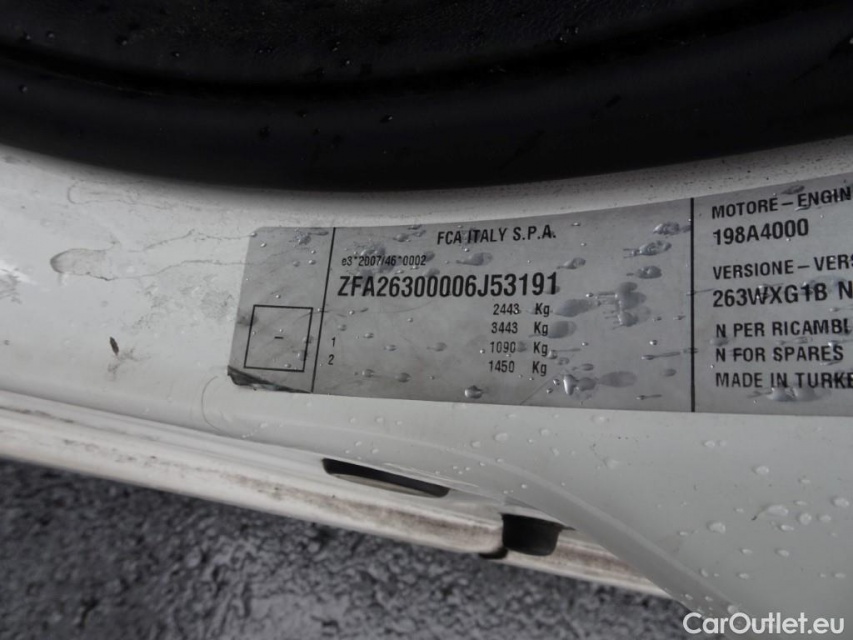 FCA ITALY S.P.A.
e3*2007/46*0002
ZFA26300006J53191
2443 Kg
3443 Kg
1 1090 Kg
2 1450 Kg
-
MOTORE-ENGIN
198A4000
VERSIONE-VERS
263WXG1B N
N PER RICAMBI
N FOR SPARES
MADE IN TURKE
CarOutlet.eu